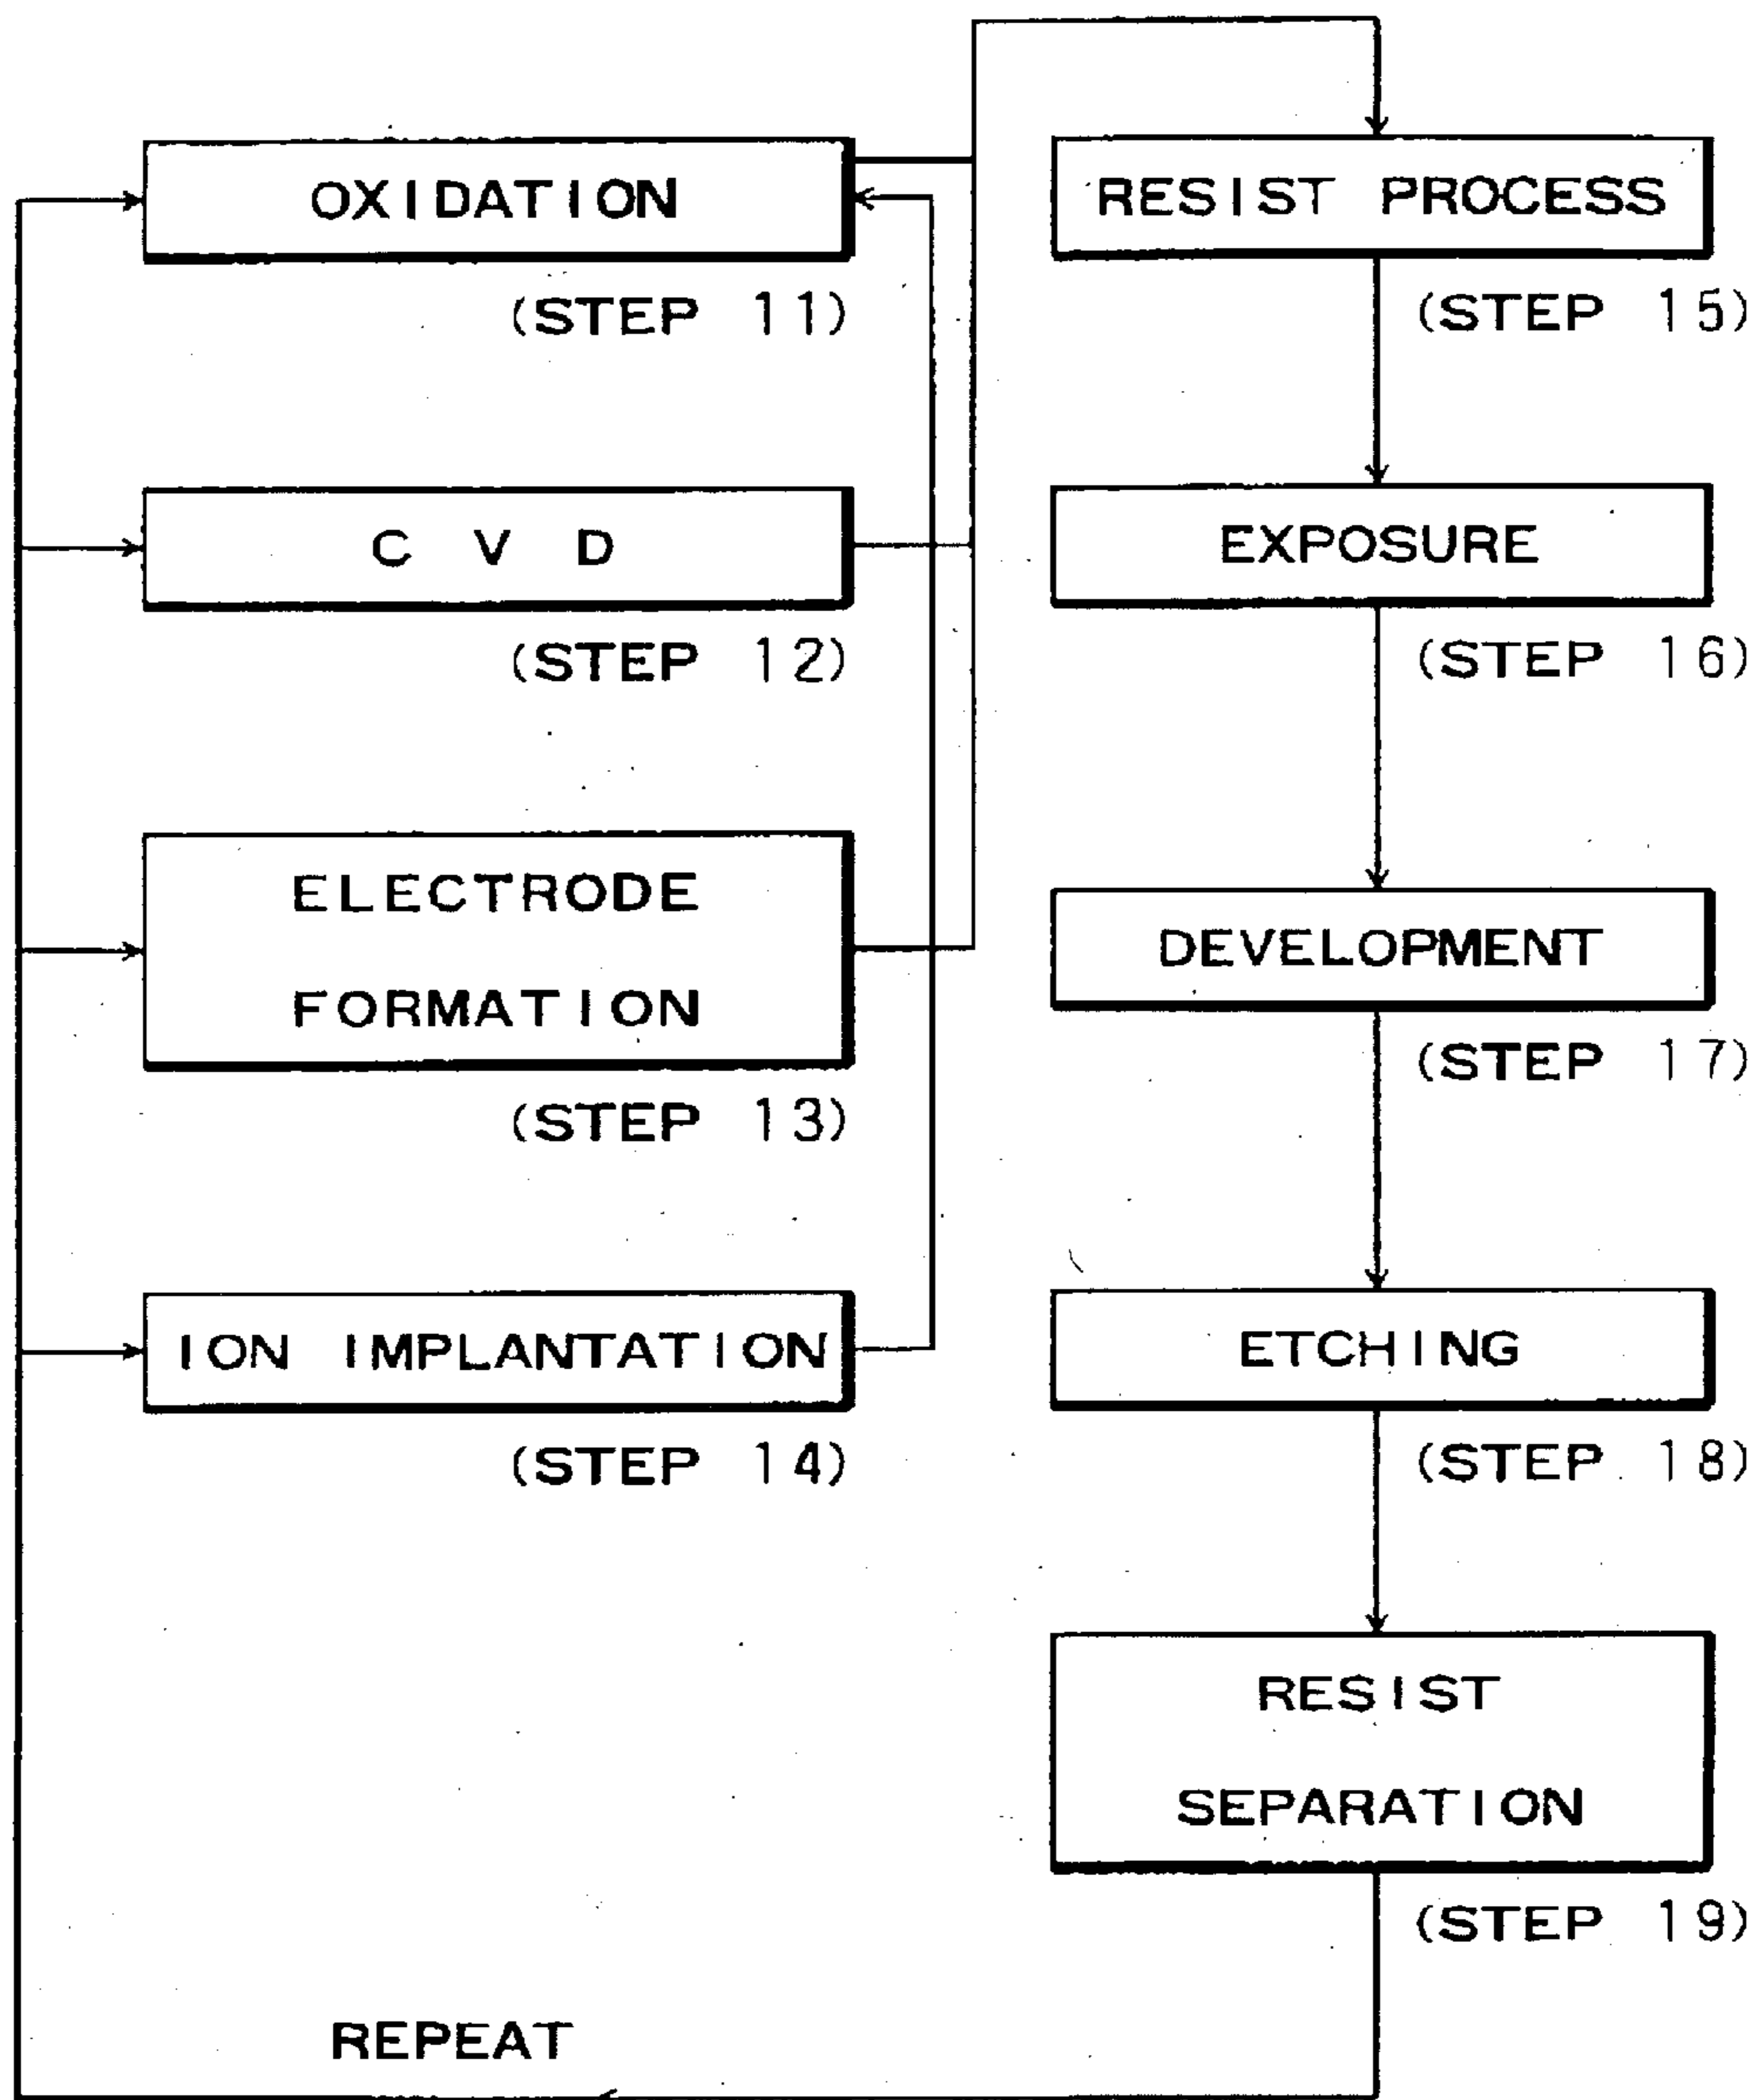 OXIDATION
(STEP 11)
CVD
(STEP 12)
ELECTRODE
FORMATION
(STEP 13)
ION IMPLANTATION
(STEP 14)
RESIST PROCESS
(STEP 15)
EXPOSURE
(STEP 16)
DEVELOPMENT
(STEP 17)
ETCHING
(STEP 18)
RESIST
SEPARATION
(STEP 19)
REPEAT